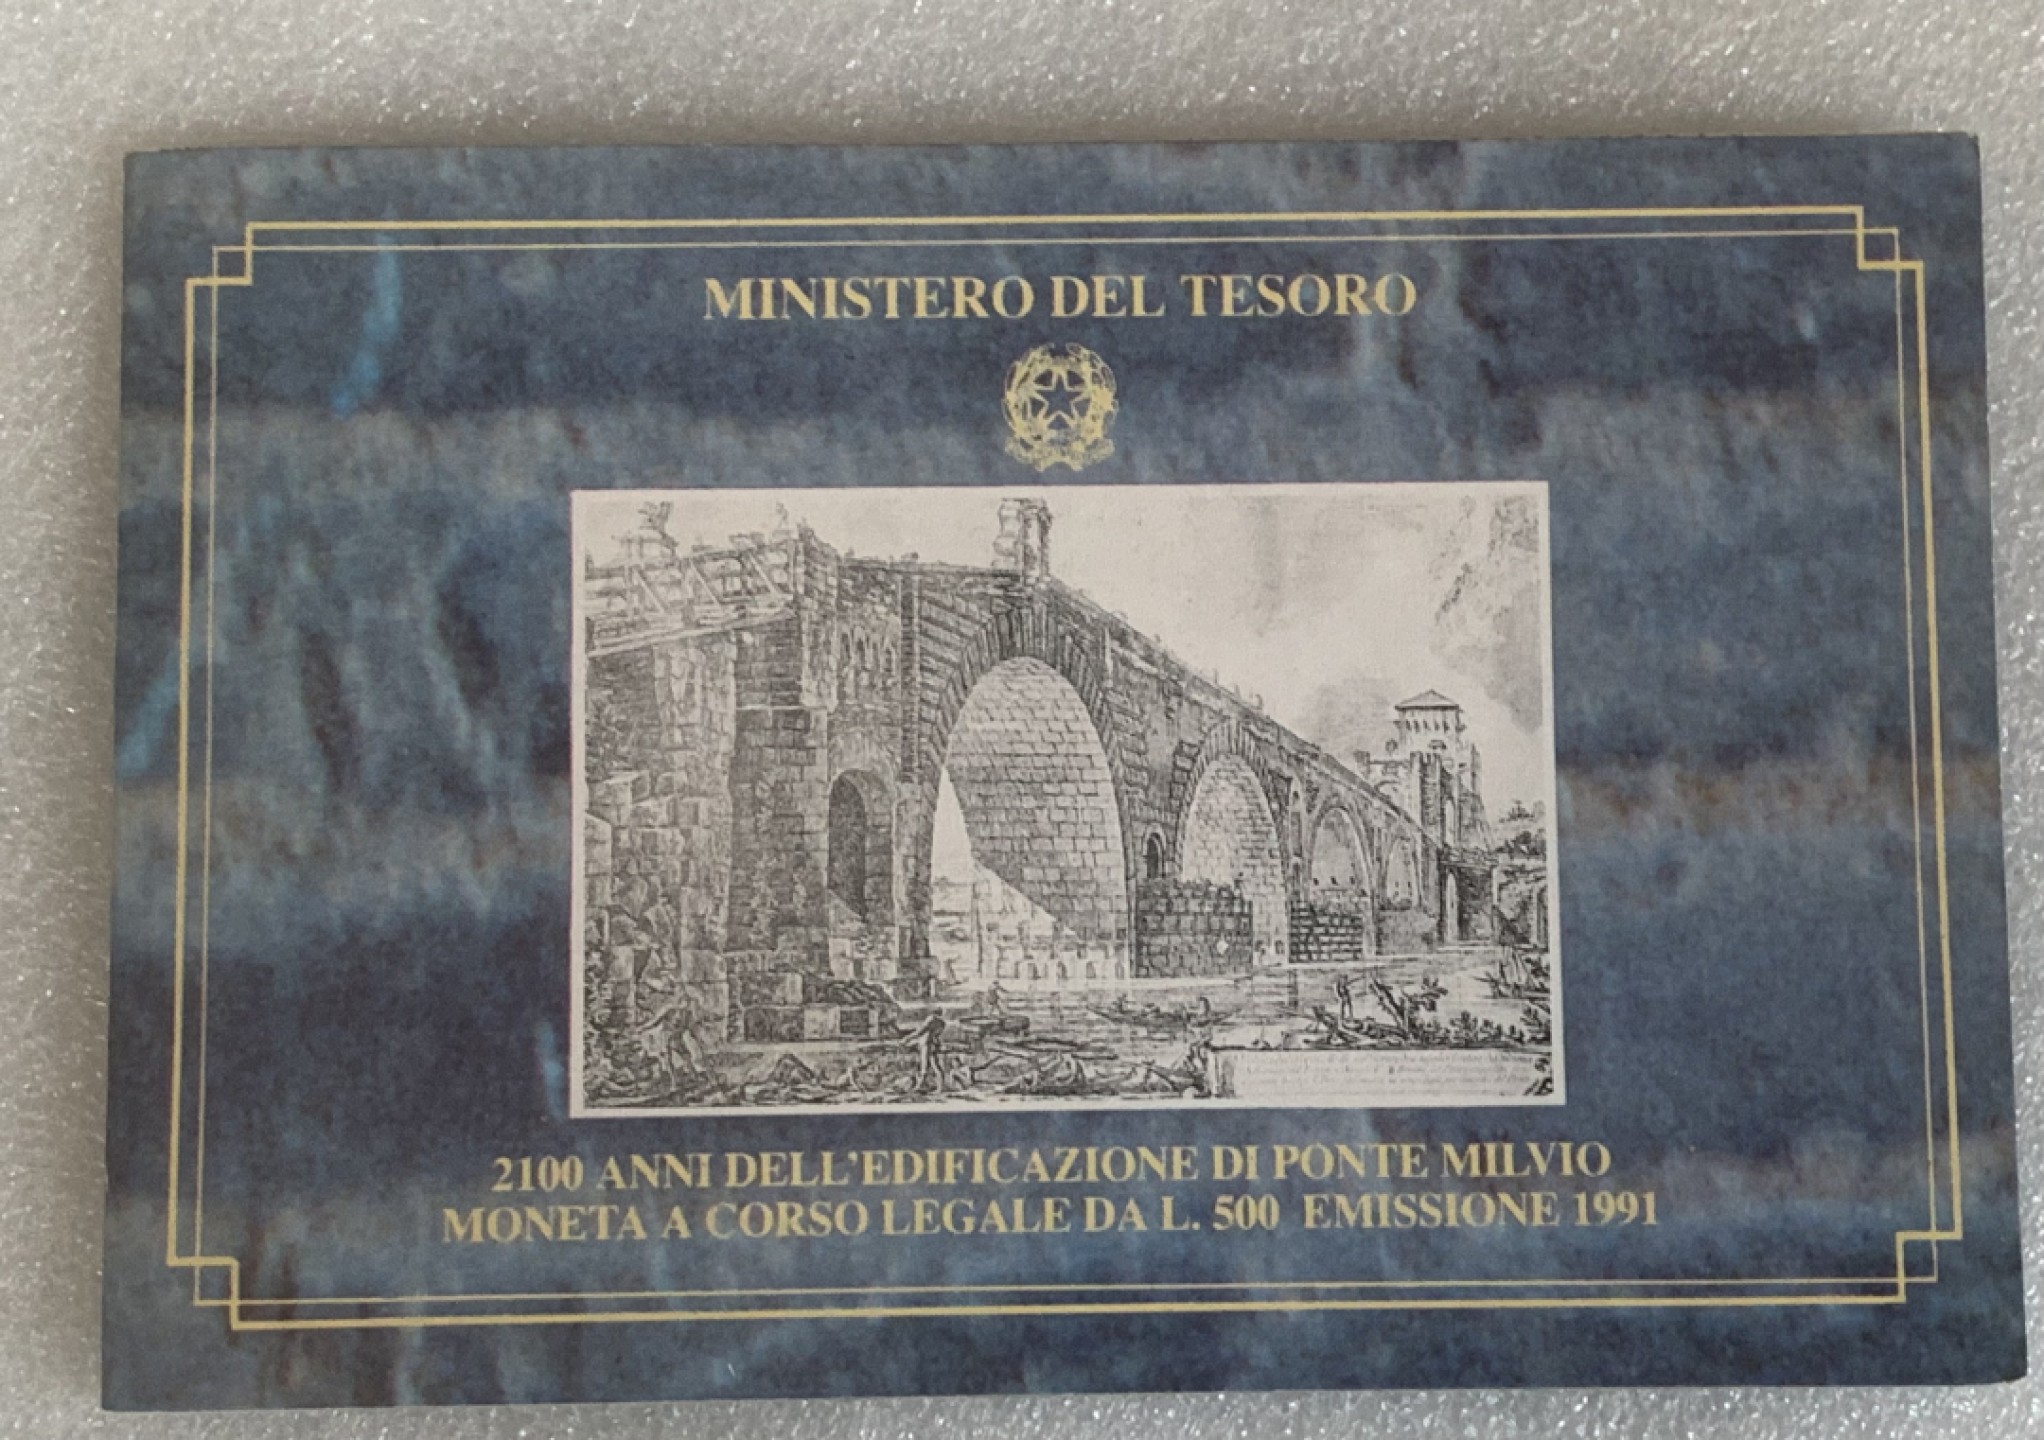 MINISTERO DEL TESORO
2100 ANNI DELL'EDIFICAZIONE DI PONTE MILVIO
MONETA A CORSO LEGALE DA L. 500 EMISSIONE 1991